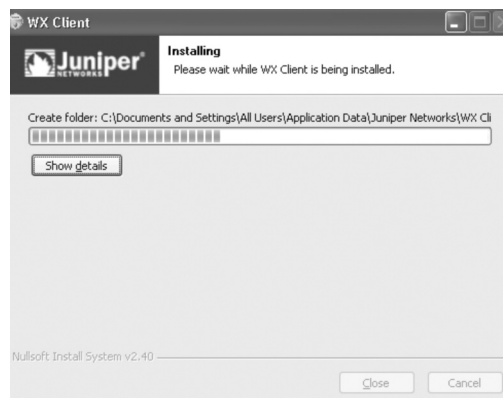 WX Client
Juniper®
NETWORKS
Installing
Please wait while WX Client is being installed.
Create folder: C:\Documents and Settings\All Users\Application Data\Juniper Networks\WX Cli
Show details
Nullsoft Install System v2.40
Close
Cancel